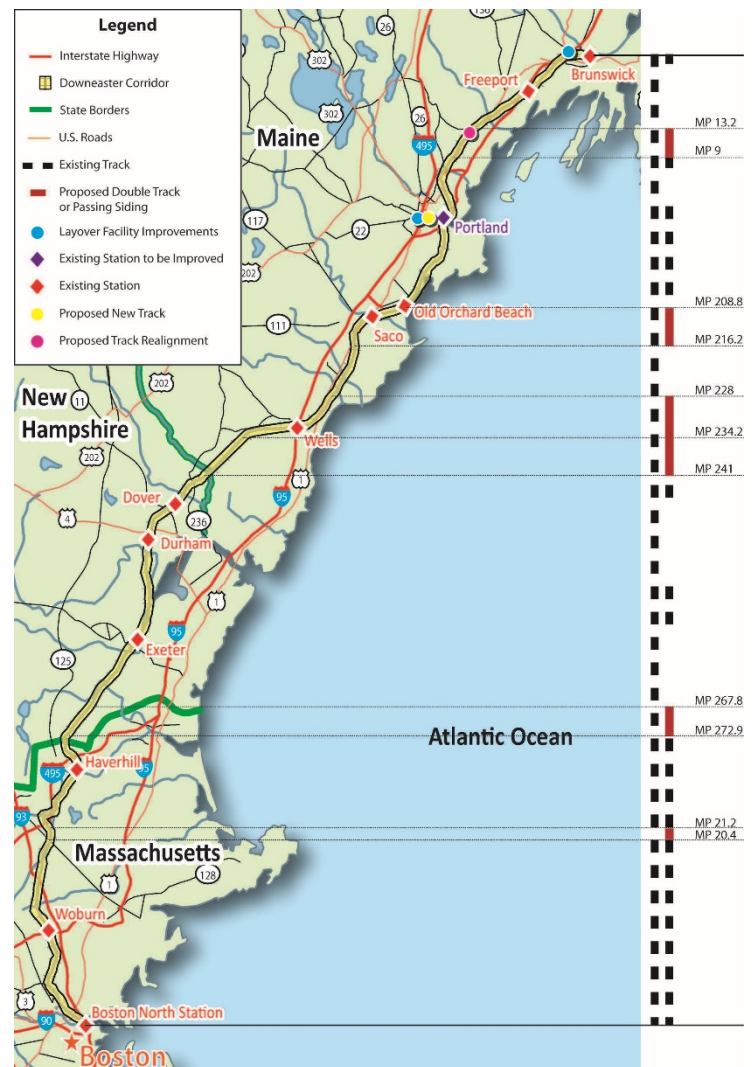 Legend
Interstate Highway
Downeaster Corridor
State Borders
U.S. Roads
Existing Track
Proposed Double Track
or Passing Siding
Layover Facility Improvements
Existing Station to be Improved
Existing Station
Proposed New Track
Proposed Track Realignment
136
26
302
Brunswick
Freeport
302
26
Maine
495
MP 13.2
MP 9
117
22
Portland
202
MP 208.8
Old Orchard Beach
111
Saco
MP 216.2
202
New
Hampshire
11
MP 228
Wells
MP 234.2
202
1
MP 241
95
Dover
236
4
Durham
1
95
Exeter
125
MP 267.8
Atlantic Ocean
MP 272.9
Haverhill
495
95
93
MP 21.2
MP 20.4
Massachusetts
128
1
Woburn
3
Boston North Station
90
Boston